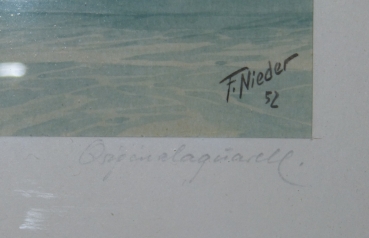 F. Nieder
52
Originalaquarell.